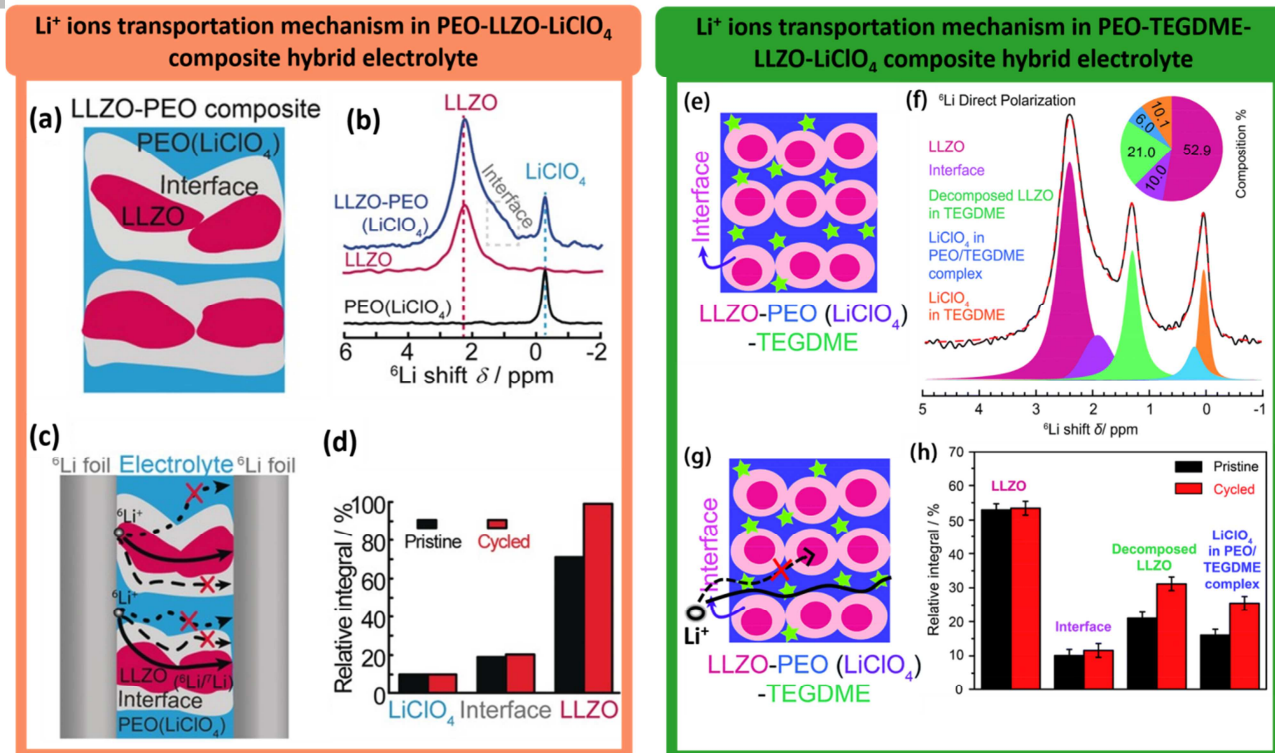 Li⁺ ions transportation mechanism in PEO-LLZO-LiClO₄
composite hybrid electrolyte
(a)
LLZO-PEO composite
PEO(LiClO₄)
Interface
LLZO
(b)
LLZO
LiClO₄
Interface
LLZO-PEO
(LiClO₄)
LLZO
PEO(LiClO₄)
6 4 2 0 -2
⁶Li shift δ / ppm
(c)
⁶Li foil Electrolyte ⁶Li foil
⁶Li⁺
⁶Li⁺
LLZO (⁶Li/⁷Li)
Interface
PEO(LiClO₄)
(d)
Relative integral / %
100
80
60
40
20
0
Pristine
Cycled
LiClO₄ Interface LLZO
Li⁺ ions transportation mechanism in PEO-TEGDME-
LLZO-LiClO₄ composite hybrid electrolyte
(e)
Interface
LLZO-PEO (LiClO₄)
-TEGDME
(f)
⁶Li Direct Polarization
LLZO
Interface
Decomposed LLZO
in TEGDME
LiClO₄ in
PEO/TEGDME
complex
LiClO₄
in TEGDME
10.1
6.0
21.0
10.0
52.9
Composition %
5 4 3 2 1 0 -1
⁶Li shift δ/ ppm
(g)
Interface
Li⁺
LLZO-PEO (LiClO₄)
-TEGDME
(h)
Relative integral / %
70
60
50
40
30
20
10
0
Pristine
Cycled
LLZO
Interface
Decomposed
LLZO
LiClO₄
in PEO/
TEGDME
complex